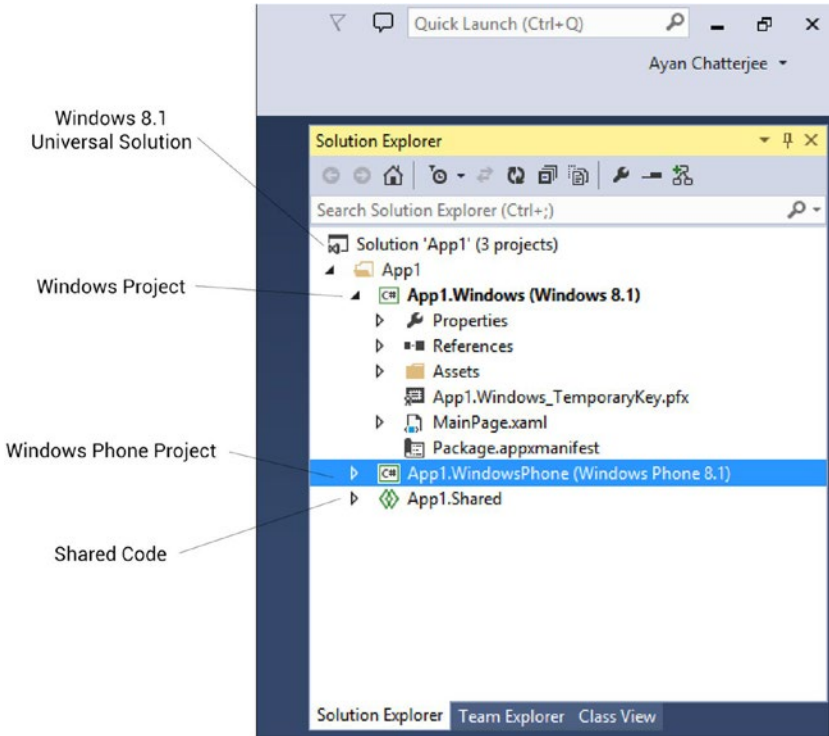 Quick Launch (Ctrl+Q)
Ayan Chatterjee
Windows 8.1
Universal Solution
Solution Explorer
Search Solution Explorer (Ctrl+;)
Solution 'App1' (3 projects)
App1
Windows Project
C# App1.Windows (Windows 8.1)
Properties
References
Assets
App1.Windows_TemporaryKey.pfx
MainPage.xaml
Package.appxmanifest
Windows Phone Project
C# App1.WindowsPhone (Windows Phone 8.1)
App1.Shared
Shared Code
Solution Explorer Team Explorer Class View